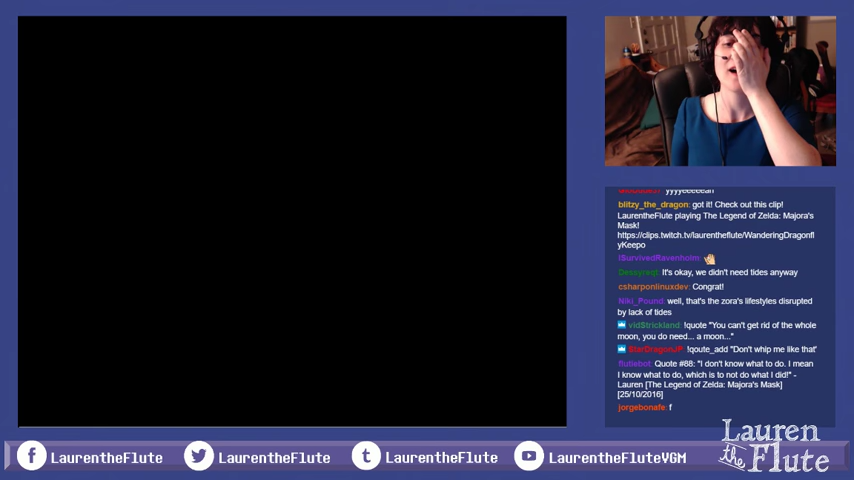 yyyyeeeeeah
blitzy_the_dragon: got it! Check out this clip!
LaurentheFlute playing The Legend of Zelda: Majora's
Mask!
https://clips.twitch.tv/laurentheflute/WanderingDragonfl
yKeepo
ISurvivedRavenholm:
It's okay, we didn't need tides anyway
csharponlinuxdev: Congrat!
Niki_Pound: well, that's the zora's lifestyles disrupted
by lack of tides
vidStrickland: !quote "You can't get rid of the whole
moon, you do need... a moon..."
StarDragonJP: !qoute_add "Don't whip me like that'
flutebot: Quote #88: "I don't know what to do. I mean
I know what to do, which is to not do what I did!" -
Lauren [The Legend of Zelda: Majora's Mask]
[25/10/2016]
jorgebonafe: f
Lauren
the Flute
LaurentheFlute
LaurentheFlute
LaurentheFlute
LaurentheFluteVGM